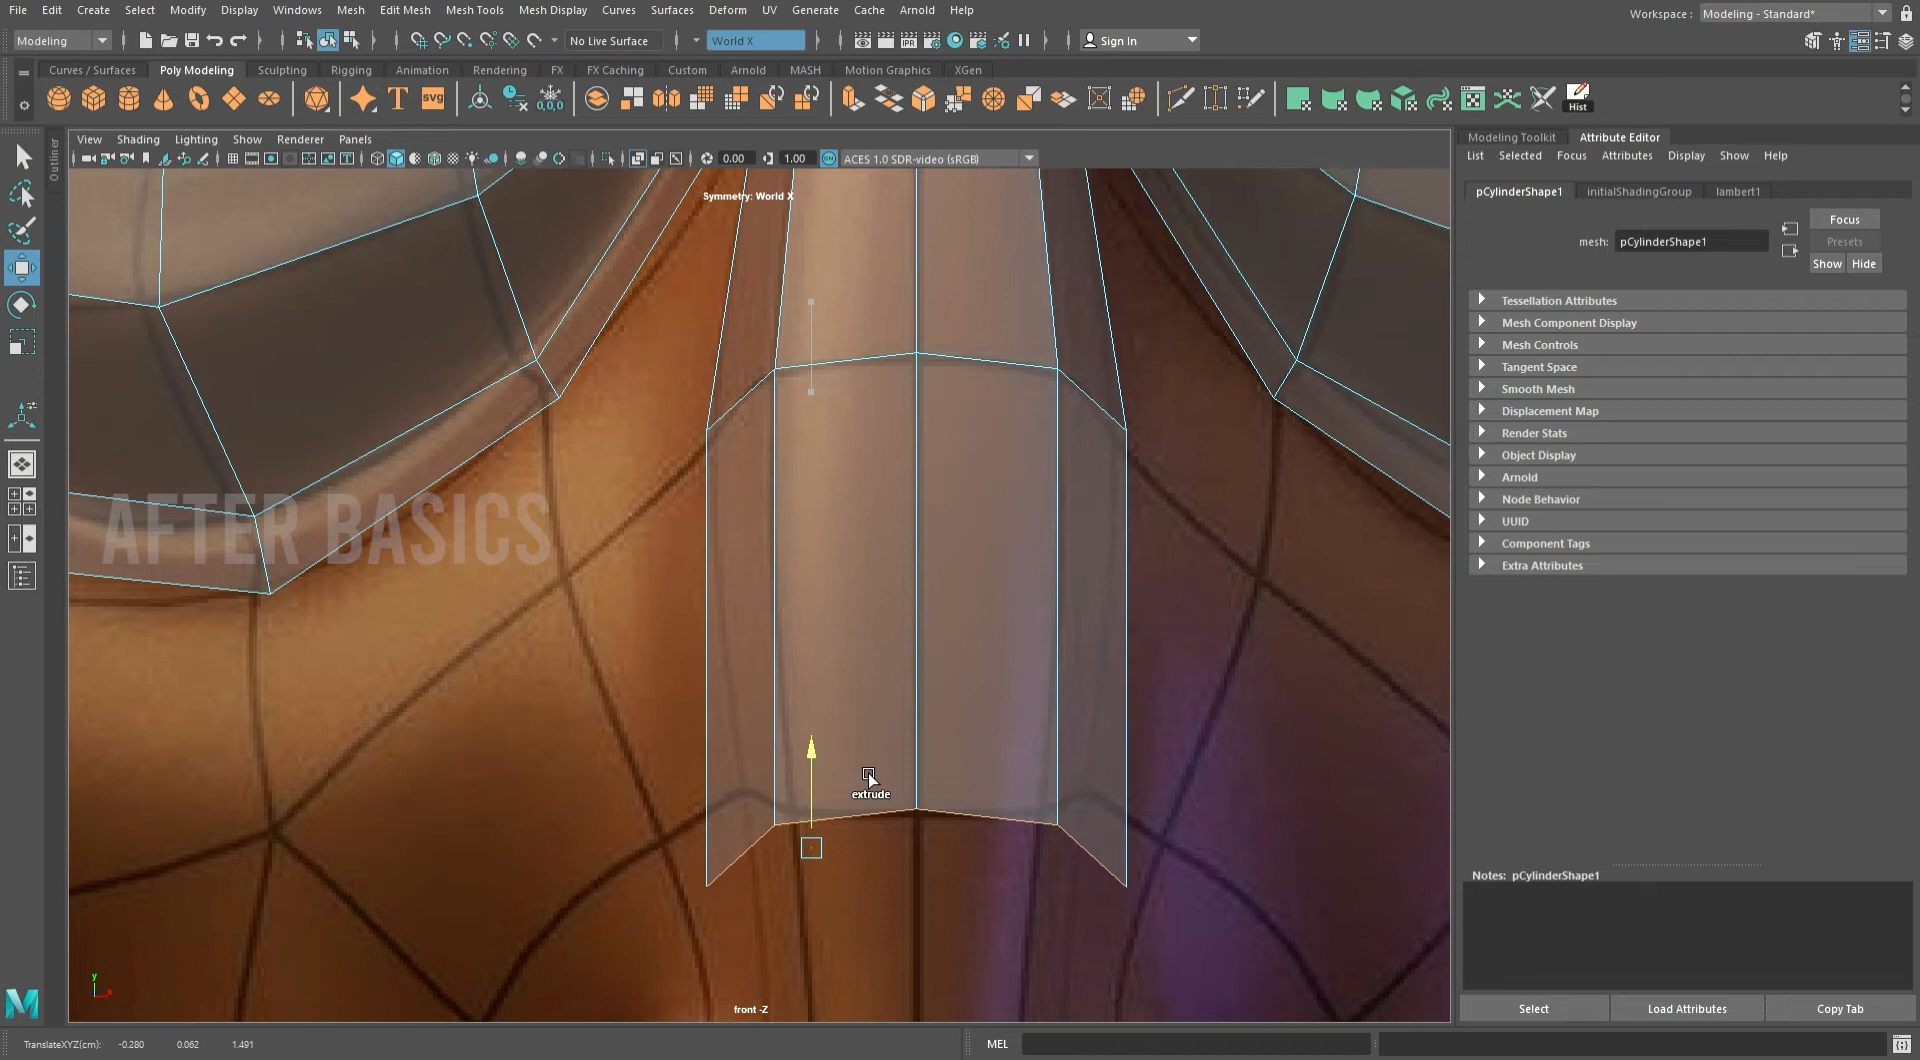 File Edit Create Select Modify Display Windows Mesh Edit Mesh Mesh Tools Mesh Display Curves Surfaces Deform UV Generate Cache Arnold Help
Workspace : Modeling - Standard*
Modeling No Live Surface World X Sign In
Curves / Surfaces Poly Modeling Sculpting Rigging Animation Rendering FX FX Caching Custom Arnold MASH Motion Graphics XGen
T SVG 0,0,0 Hist
Outliner
View Shading Lighting Show Renderer Panels
0.00 1.00 ON ACES 1.0 SDR-video (sRGB)
Symmetry: World X
AFTER BASICS
extrude
y
front -Z
Modeling Toolkit Attribute Editor
List Selected Focus Attributes Display Show Help
pCylinderShape1 initialShadingGroup lambert1
Focus
mesh: pCylinderShape1 Presets
Show Hide
Tessellation Attributes
Mesh Component Display
Mesh Controls
Tangent Space
Smooth Mesh
Displacement Map
Render Stats
Object Display
Arnold
Node Behavior
UUID
Component Tags
Extra Attributes
Notes: pCylinderShape1
Select Load Attributes Copy Tab
TranslateXYZ(cm): -0.280 0.062 1.491
MEL